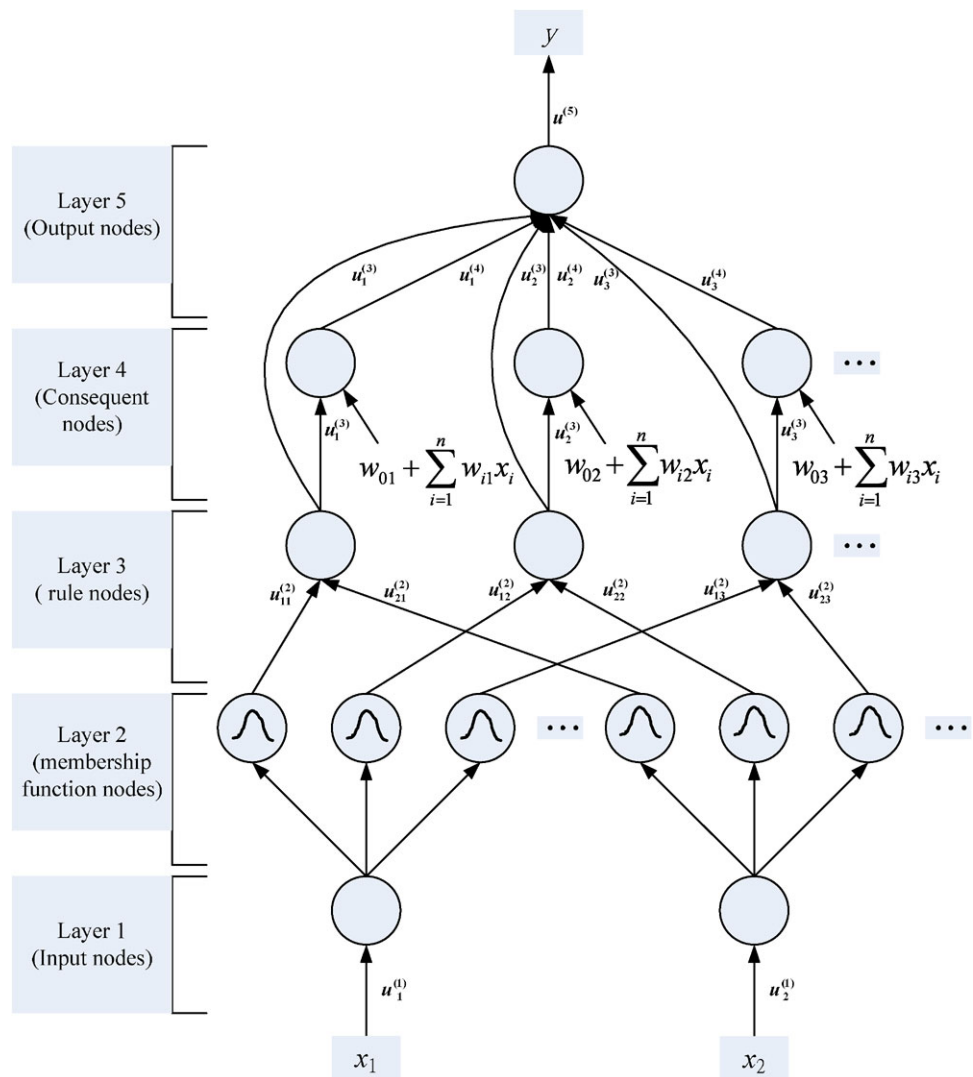 y
u^(5)
Layer 5
(Output nodes)
u_1^(3)
u_1^(4)
u_2^(3)
u_2^(4)
u_3^(3)
u_3^(4)
Layer 4
(Consequent
nodes)
...
u_1^(3)
u_2^(3)
u_3^(3)
w_01 + ∑_{i=1}^{n} w_i1 x_i
w_02 + ∑_{i=1}^{n} w_i2 x_i
w_03 + ∑_{i=1}^{n} w_i3 x_i
Layer 3
( rule nodes)
...
u_11^(2)
u_21^(2)
u_12^(2)
u_22^(2)
u_13^(2)
u_23^(2)
Layer 2
(membership
function nodes)
...
...
Layer 1
(Input nodes)
u_1^(1)
u_2^(1)
x_1
x_2